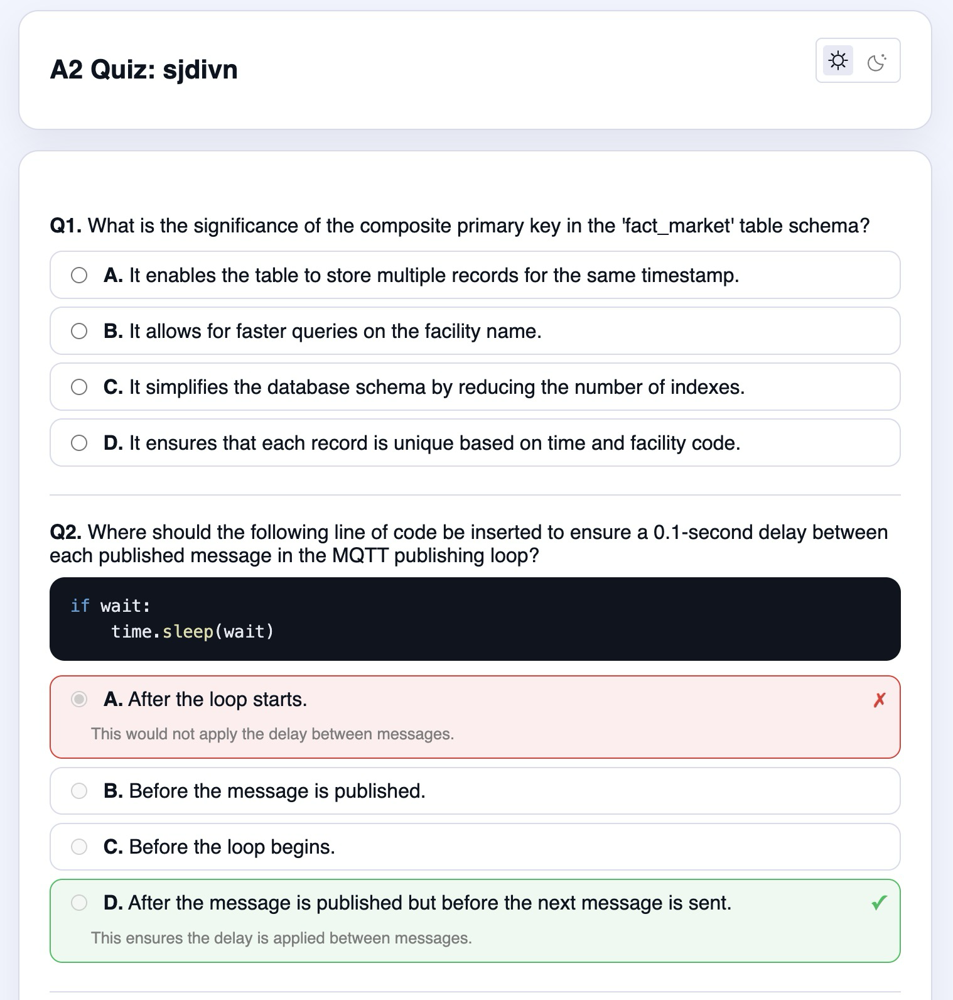 A2 Quiz: sjdivn
Q1. What is the significance of the composite primary key in the 'fact_market' table schema?
A. It enables the table to store multiple records for the same timestamp.
B. It allows for faster queries on the facility name.
C. It simplifies the database schema by reducing the number of indexes.
D. It ensures that each record is unique based on time and facility code.
Q2. Where should the following line of code be inserted to ensure a 0.1-second delay between
each published message in the MQTT publishing loop?
if wait:
    time.sleep(wait)
A. After the loop starts. ✗
This would not apply the delay between messages.
B. Before the message is published.
C. Before the loop begins.
D. After the message is published but before the next message is sent. ✓
This ensures the delay is applied between messages.